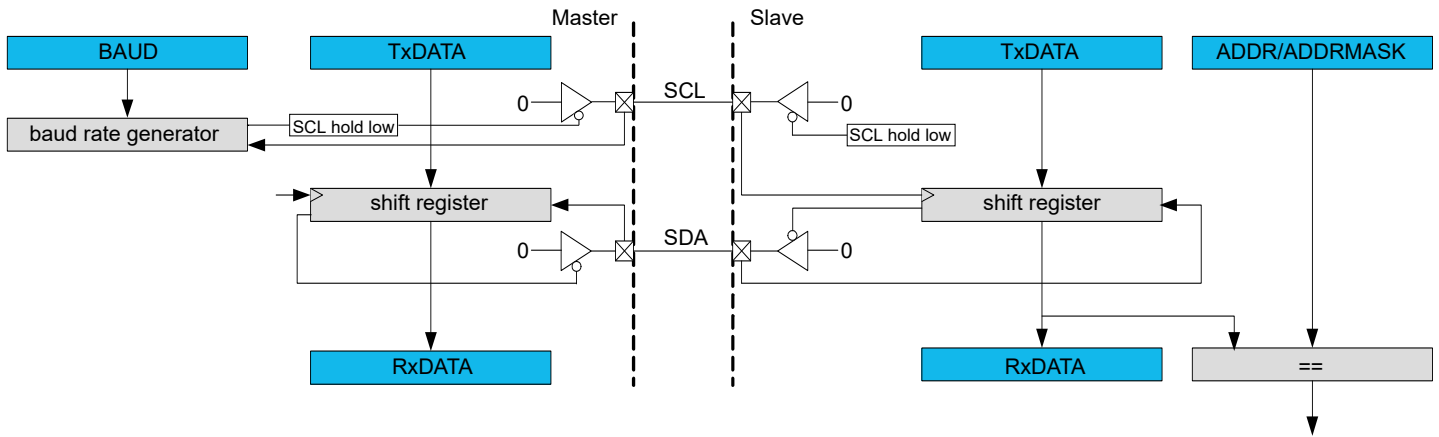 Master
Slave
BAUD
TxDATA
TxDATA
ADDR/ADDRMASK
SCL
0
0
baud rate generator
SCL hold low
SCL hold low
shift register
shift register
SDA
0
0
RxDATA
RxDATA
==